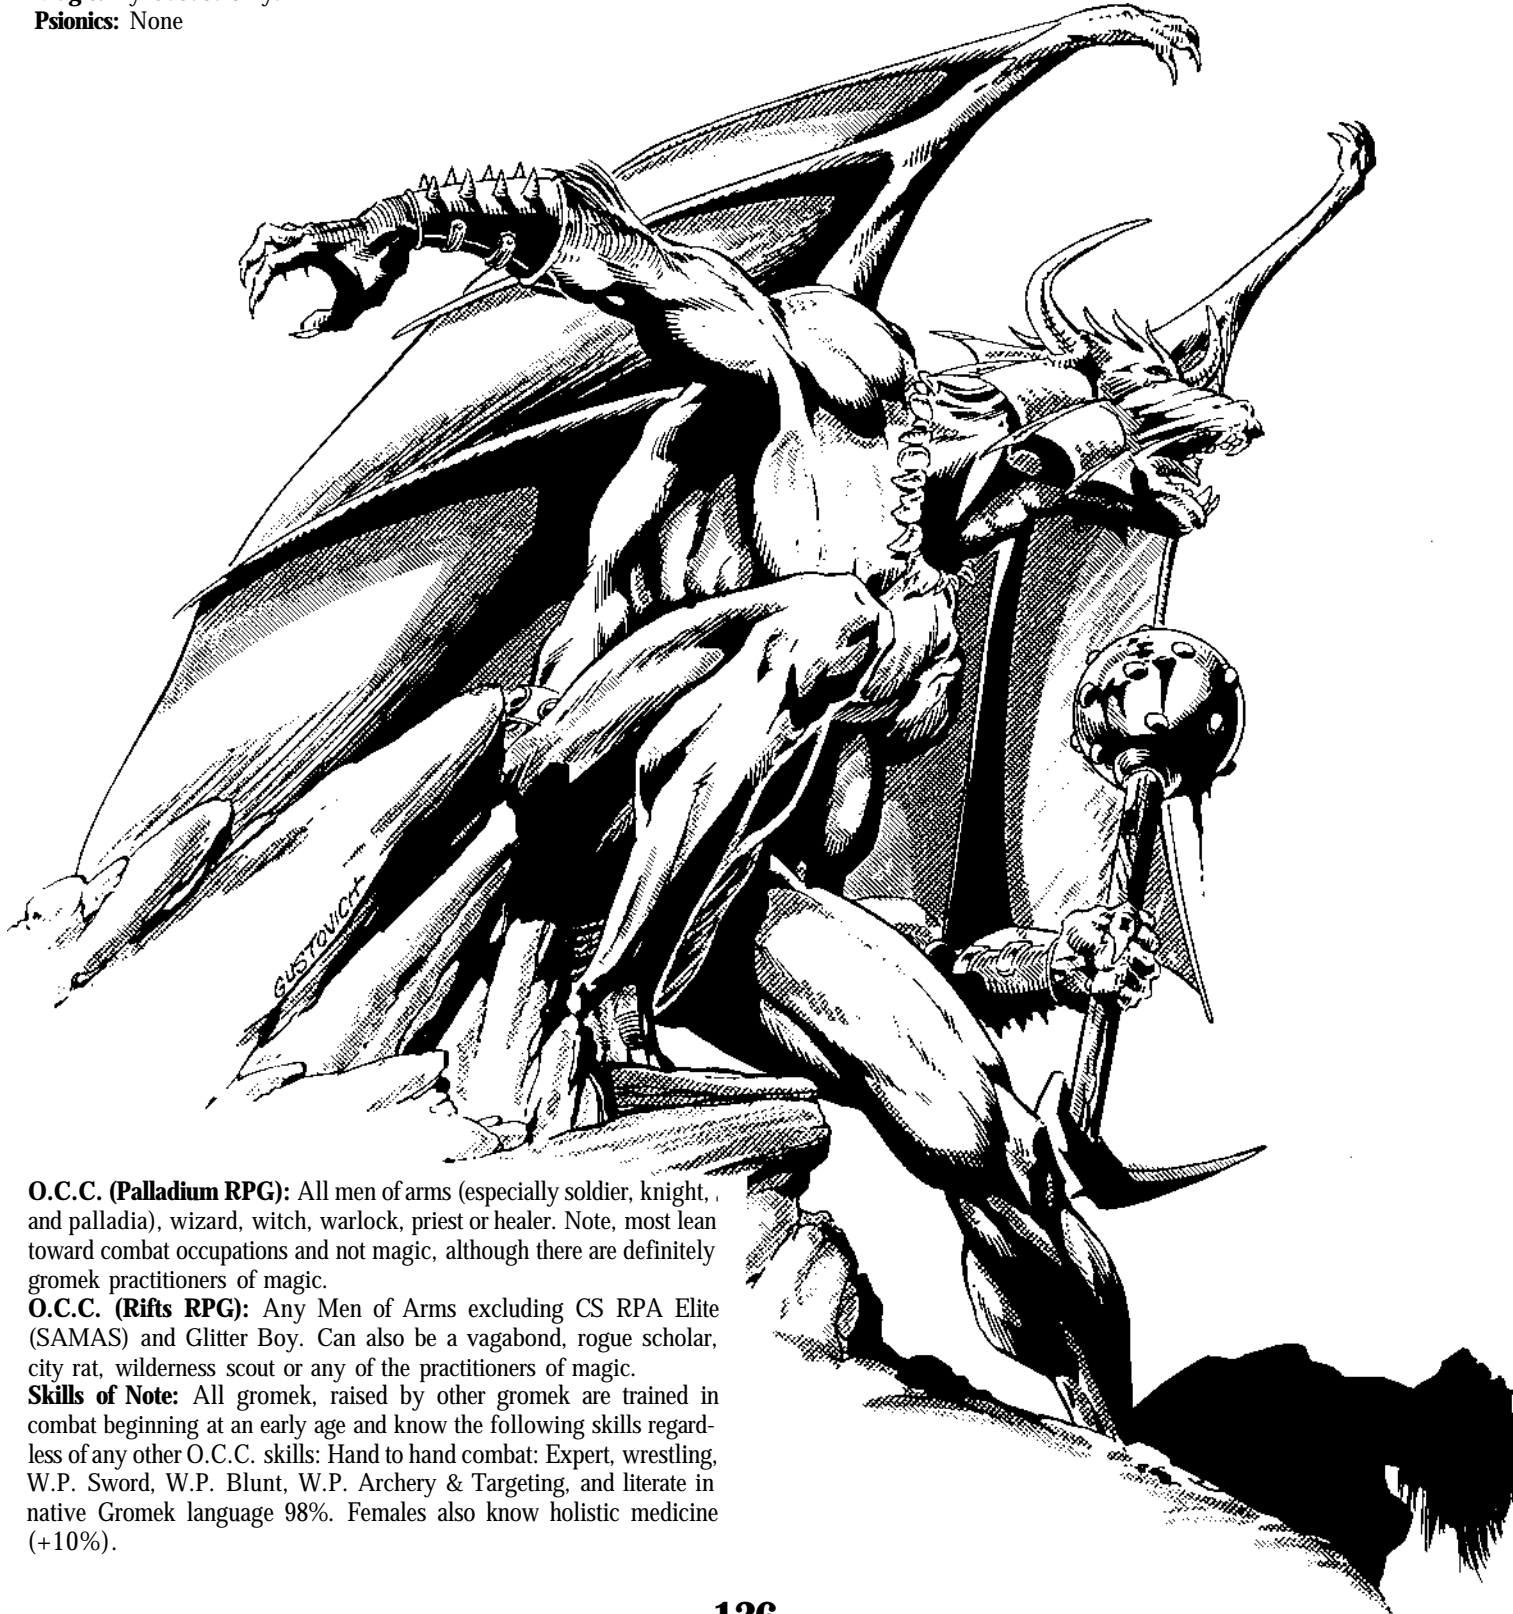 Psionics: None
GUSTOVICH
O.C.C. (Palladium RPG): All men of arms (especially soldier, knight,
and palladia), wizard, witch, warlock, priest or healer. Note, most lean
toward combat occupations and not magic, although there are definitely
gromek practitioners of magic.
O.C.C. (Rifts RPG): Any Men of Arms excluding CS RPA Elite
(SAMAS) and Glitter Boy. Can also be a vagabond, rogue scholar,
city rat, wilderness scout or any of the practitioners of magic.
Skills of Note: All gromek, raised by other gromek are trained in
combat beginning at an early age and know the following skills regard-
less of any other O.C.C. skills: Hand to hand combat: Expert, wrestling,
W.P. Sword, W.P. Blunt, W.P. Archery & Targeting, and literate in
native Gromek language 98%. Females also know holistic medicine
(+10%).